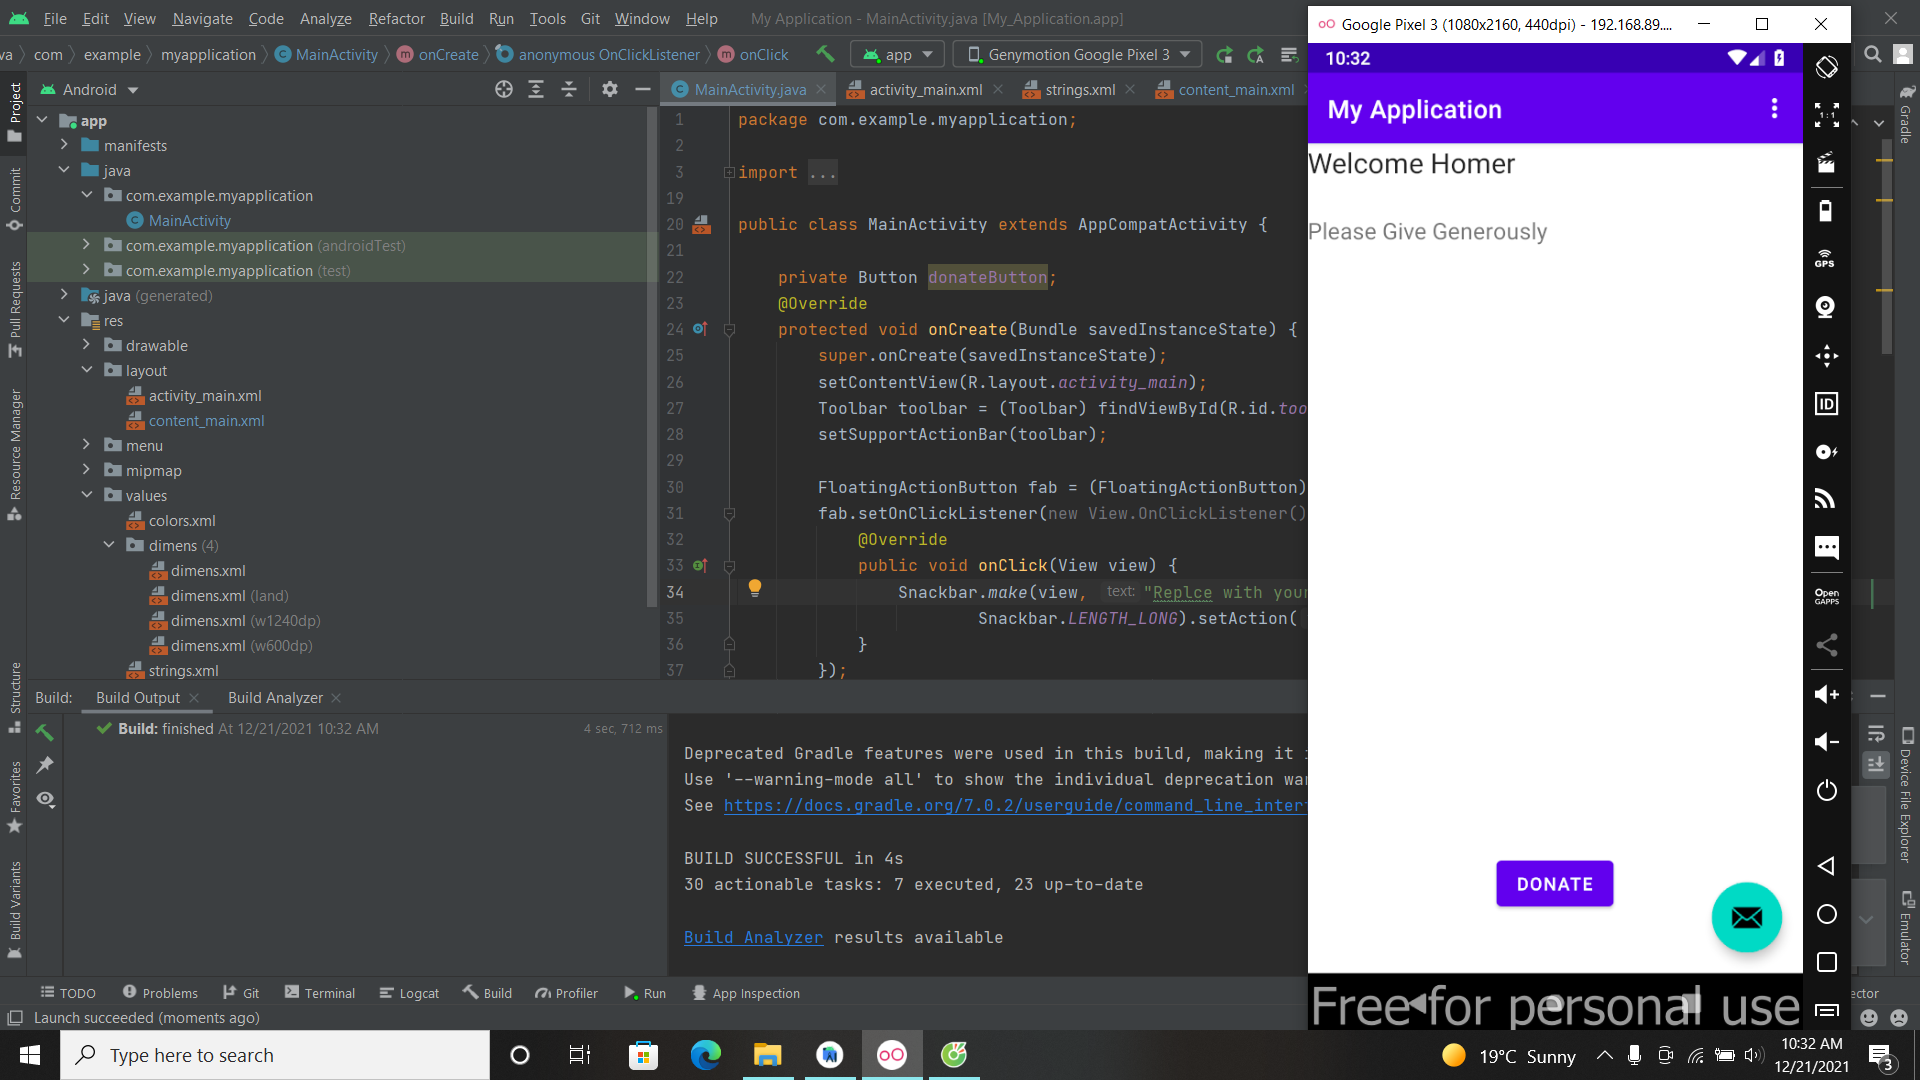 File Edit View Navigate Code Analyze Refactor Build Run Tools Git Window Help My Application - MainActivity.java [My_Application.app]
va com example myapplication MainActivity onCreate anonymous OnClickListener onClick app Genymotion Google Pixel 3
Android
MainActivity.java activity_main.xml strings.xml content_main.xml
Project
Commit
Pull Requests
Resource Manager
Structure
Favorites
Build Variants
app
manifests
java
com.example.myapplication
MainActivity
com.example.myapplication (androidTest)
com.example.myapplication (test)
java (generated)
res
drawable
layout
activity_main.xml
content_main.xml
menu
mipmap
values
colors.xml
dimens (4)
dimens.xml
dimens.xml (land)
dimens.xml (w1240dp)
dimens.xml (w600dp)
strings.xml
1 package com.example.myapplication;
2
3 import ...
19
20 public class MainActivity extends AppCompatActivity {
21
22 private Button donateButton;
23 @Override
24 protected void onCreate(Bundle savedInstanceState) {
25 super.onCreate(savedInstanceState);
26 setContentView(R.layout.activity_main);
27 Toolbar toolbar = (Toolbar) findViewById(R.id.too
28 setSupportActionBar(toolbar);
29
30 FloatingActionButton fab = (FloatingActionButton)
31 fab.setOnClickListener(new View.OnClickListener()
32 @Override
33 public void onClick(View view) {
34 Snackbar.make(view, text: "Replce with your
35 Snackbar.LENGTH_LONG).setAction(
36 }
37 });
Build: Build Output Build Analyzer
Build: finished At 12/21/2021 10:32 AM 4 sec, 712 ms
Deprecated Gradle features were used in this build, making it
Use '--warning-mode all' to show the individual deprecation wa
See https://docs.gradle.org/7.0.2/userguide/command_line_inter
BUILD SUCCESSFUL in 4s
30 actionable tasks: 7 executed, 23 up-to-date
Build Analyzer results available
TODO Problems Git Terminal Logcat Build Profiler Run App Inspection
Launch succeeded (moments ago)
Google Pixel 3 (1080x2160, 440dpi) - 192.168.89....
10:32
My Application
Welcome Homer
Please Give Generously
DONATE
Free for personal use
1:1
GPS
ID
Open
GAPPS
Gradle
Device File Explorer
Emulator
ector
Type here to search
19°C Sunny
10:32 AM
12/21/2021
3